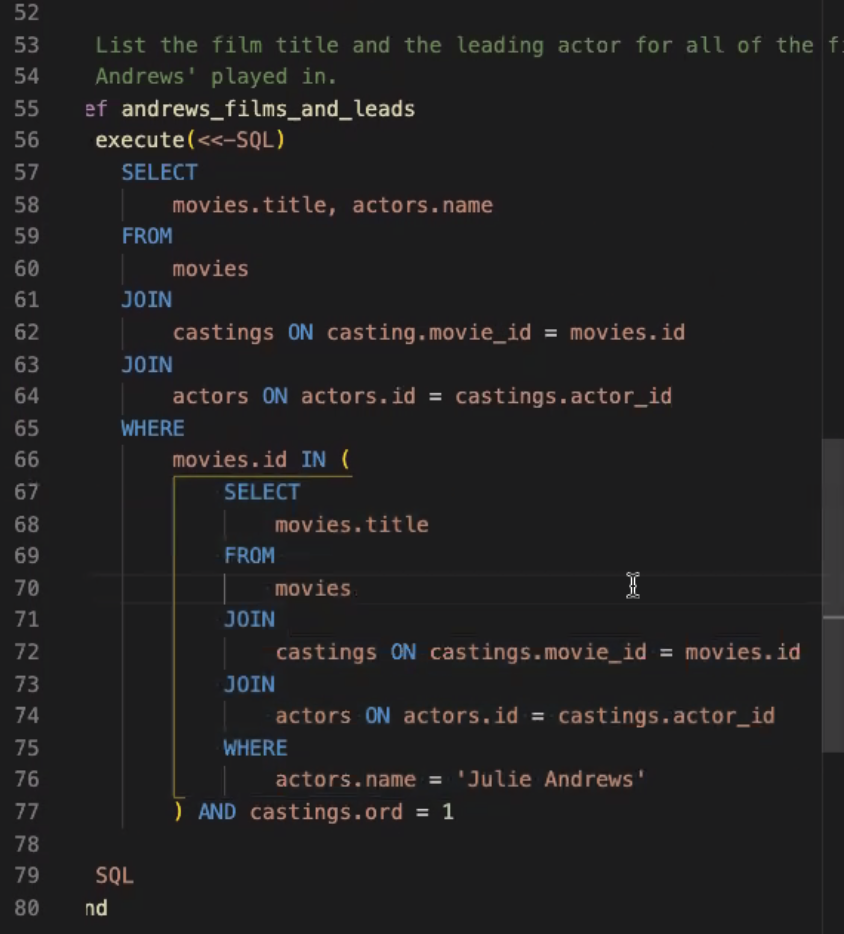 52
53 List the film title and the leading actor for all of the f
54 Andrews' played in.
55 ef andrews_films_and_leads
56 execute(<<-SQL)
57 SELECT
58 movies.title, actors.name
59 FROM
60 movies
61 JOIN
62 castings ON casting.movie_id = movies.id
63 JOIN
64 actors ON actors.id = castings.actor_id
65 WHERE
66 movies.id IN (
67 SELECT
68 movies.title
69 FROM
70 movies
71 JOIN
72 castings ON castings.movie_id = movies.id
73 JOIN
74 actors ON actors.id = castings.actor_id
75 WHERE
76 actors.name = 'Julie Andrews'
77 ) AND castings.ord = 1
78
79 SQL
80 nd